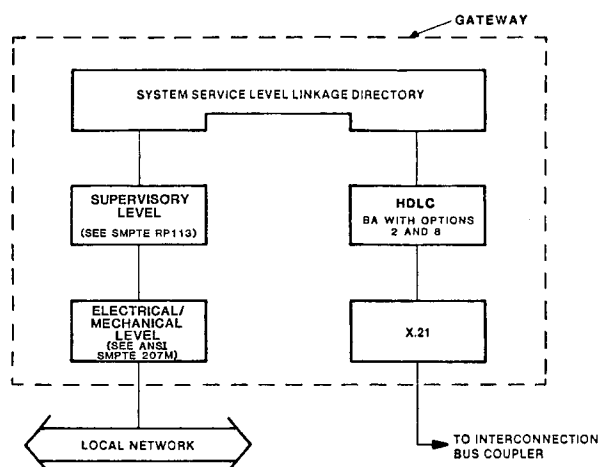 GATEWAY
SYSTEM SERVICE LEVEL LINKAGE DIRECTORY
SUPERVISORY
LEVEL
(SEE SMPTE RP113)
HDLC
BA WITH OPTIONS
2 AND 8
ELECTRICAL/
MECHANICAL
LEVEL
(SEE ANSI
SMPTE 207M)
X.21
LOCAL NETWORK
TO INTERCONNECTION
BUS COUPLER